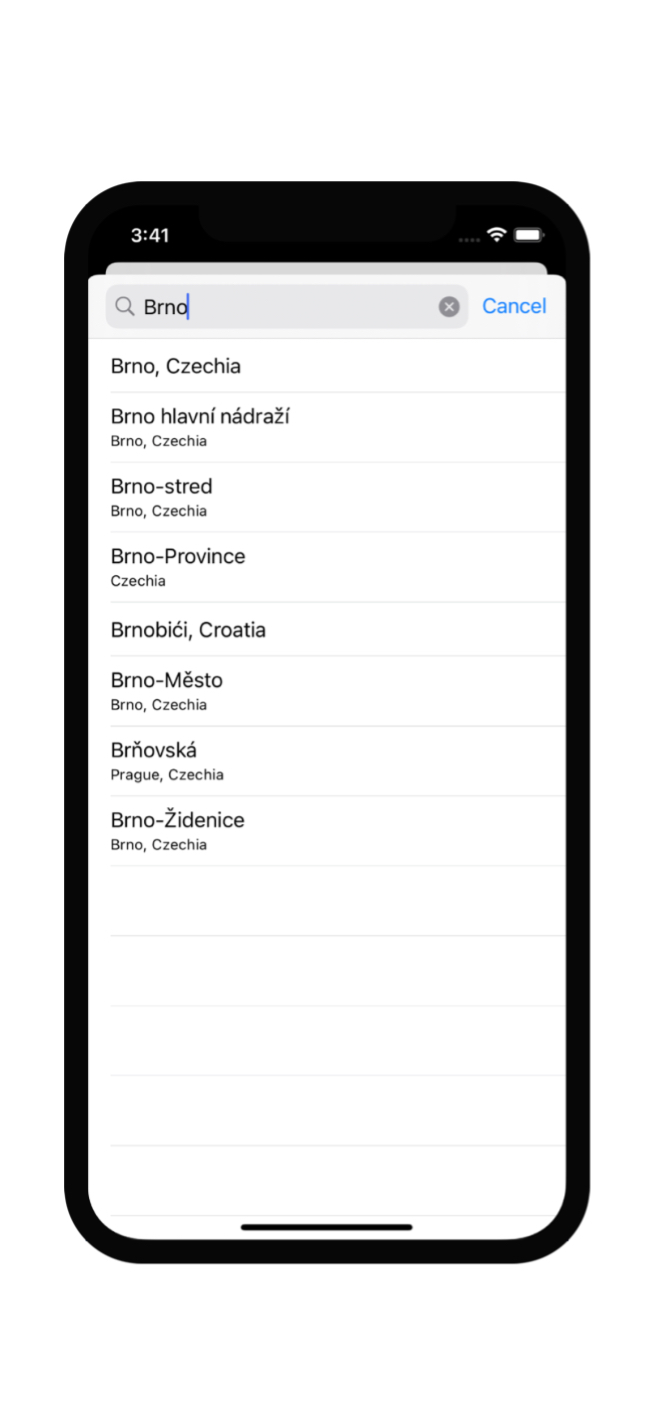 3:41
Brno
Cancel
Brno, Czechia
Brno hlavní nádraží
Brno, Czechia
Brno-stred
Brno, Czechia
Brno-Province
Czechia
Brnobići, Croatia
Brno-Město
Brno, Czechia
Brňovská
Prague, Czechia
Brno-Židenice
Brno, Czechia